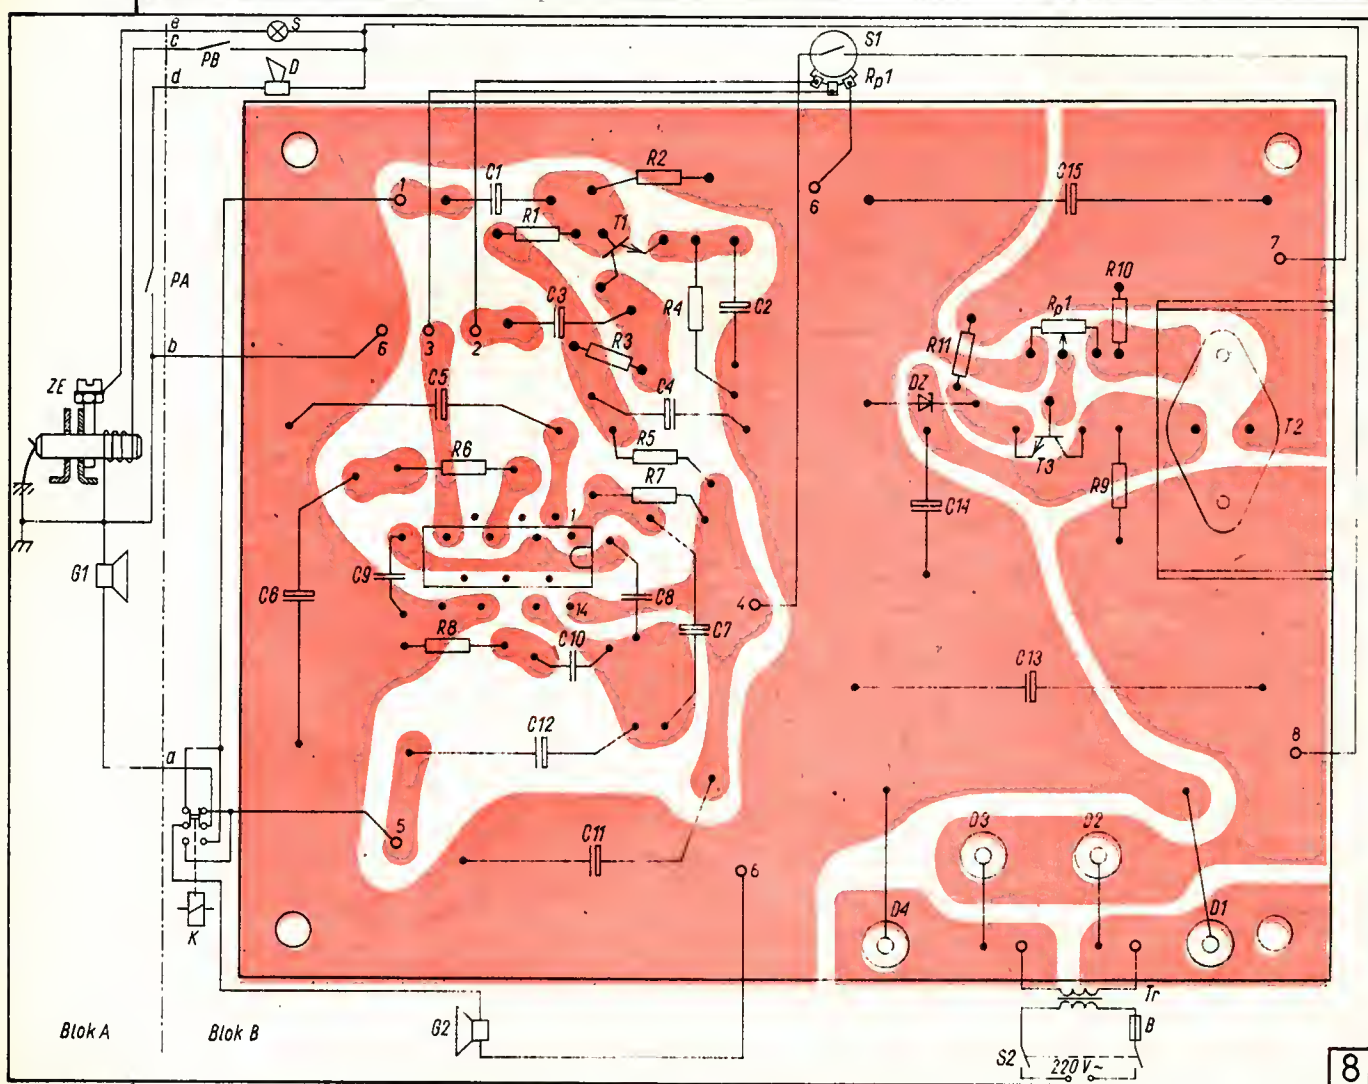 e
S
c
PB
d
D
S1
Rp1
1
C1
R2
R1
T1
6
C15
7
PA
C3
R4
C2
R11
Rp1
R10
b
6
3
2
R3
ZE
C5
C4
DZ
T2
R6
R5
R7
T3
R9
1
C14
G1
C9
C6
14
C8
4
C7
R8
C10
C13
C12
8
a
5
C11
D3
D2
6
K
D4
D1
Tr
Blok A
Blok B
G2
B
S2
220 V~
8